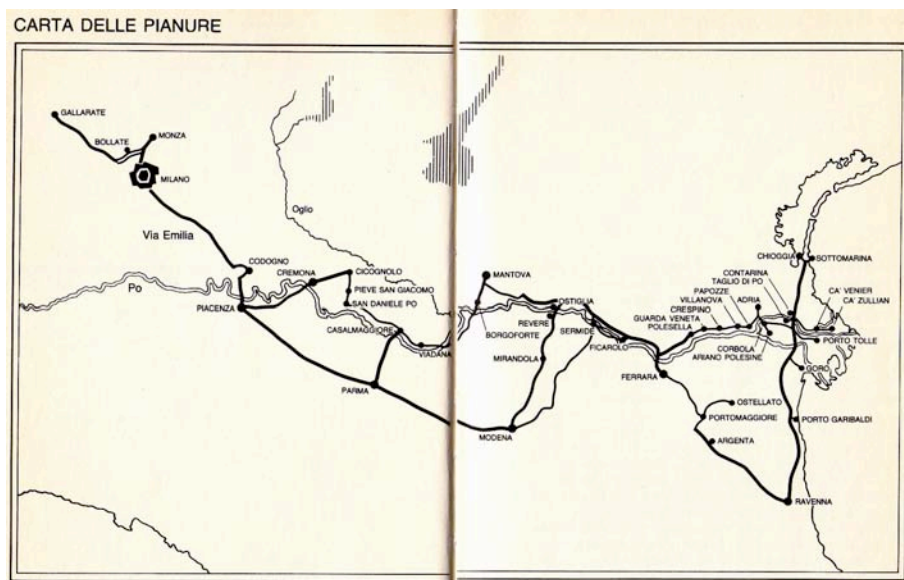 CARTA DELLE PIANURE
GALLARATE
BOLLATE
MONZA
MILANO
Oglio
Via Emilia
CODOGNO
Po
CREMONA
CICOGNOLO
PIEVE SAN GIACOMO
SAN DANIELE PO
PIACENZA
CASALMAGGIORE
VIADANA
PARMA
MANTOVA
OSTIGLIA
BORGOFORTE
REVERE
SERMIDE
MIRANDOLA
FICAROLO
MODENA
CHIOGGIA
SOTTOMARINA
CONTARINA
TAGLIO DI PO
PAPOZZE
VILLANOVA
ADRIA
CRESPINO
GUARDA VENETA
POLESELLA
CA' VENIER
CA' ZULLIAN
PORTO TOLLE
CORBOLA
ARIANO POLESINE
GORO
FERRARA
OSTELLATO
PORTOMAGGIORE
ARGENTA
PORTO GARIBALDI
RAVENNA